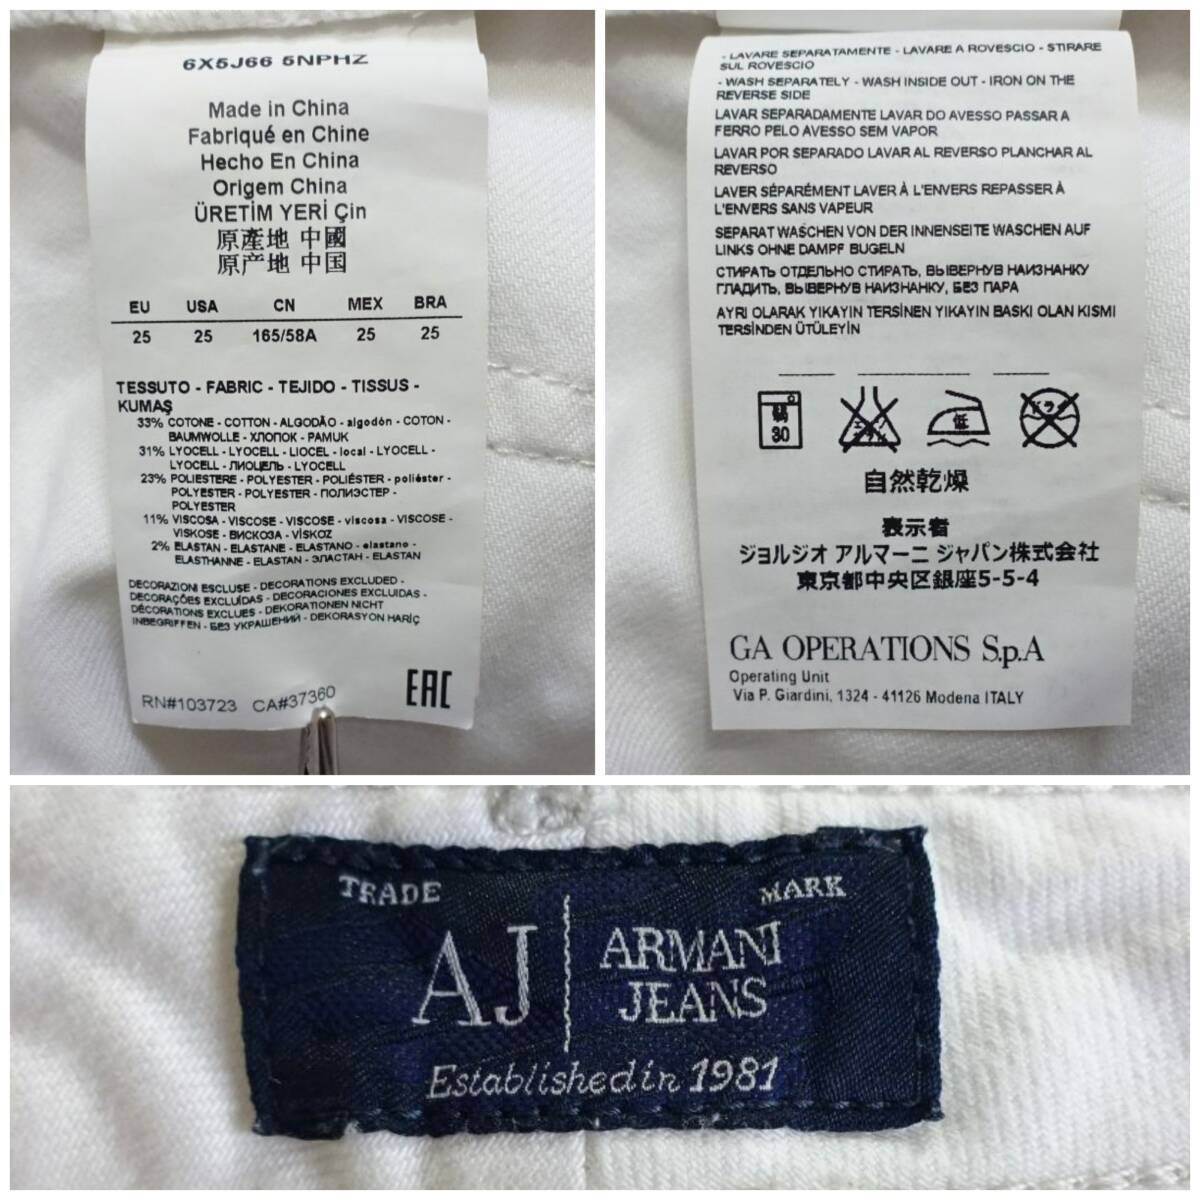 6X5J66 5NPHZ
Made in China
Fabriqué en Chine
Hecho En China
Origem China
ÜRETİM YERİ Çin
原產地 中國
原产地 中国
EU USA CN MEX BRA
25 25 165/58A 25 25
TESSUTO - FABRIC - TEJIDO - TISSUS -
KUMAŞ
33% COTONE - COTTON - ALGODÃO - algodón - COTON -
BAUMWOLLE - ХЛОПОК - PAMUK
31% LYOCELL - LYOCELL - LIOCEL - local - LYOCELL -
LYOCELL - ЛИОЦЕЛЬ - LYOCELL
23% POLIESTERE - POLYESTER - POLIÉSTER - poliéster -
POLYESTER - POLYESTER - ПОЛИЭСТЕР -
POLYESTER
11% VISCOSA - VISCOSE - VISCOSE - viscosa - VISCOSE -
VISKOSE - ВИСКОЗА - VİSKOZ
2% ELASTAN - ELASTANE - ELASTANO - elastano -
ELASTHANNE - ELASTAN - ЭЛАСТАН - ELASTAN
DECORAZIONI ESCLUSE - DECORATIONS EXCLUDED -
DECORAÇÕES EXCLUÍDAS - DECORACIONES EXCLUIDAS -
DÉCORATIONS EXCLUES - DEKORATIONEN NICHT
INBEGRIFFEN - БЕЗ УКРАШЕНИЙ - DEKORASYON HARİÇ
RN#103723 CA#37360
EAC
- LAVARE SEPARATAMENTE - LAVARE A ROVESCIO - STIRARE
SUL ROVESCIO
- WASH SEPARATELY - WASH INSIDE OUT - IRON ON THE
REVERSE SIDE
LAVAR SEPARADAMENTE LAVAR DO AVESSO PASSAR A
FERRO PELO AVESSO SEM VAPOR
LAVAR POR SEPARADO LAVAR AL REVERSO PLANCHAR AL
REVERSO
LAVER SÉPARÉMENT LAVER À L'ENVERS REPASSER À
L'ENVERS SANS VAPEUR
SEPARAT WASCHEN VON DER INNENSEITE WASCHEN AUF
LINKS OHNE DAMPF BUGELN
СТИРАТЬ ОТДЕЛЬНО СТИРАТЬ, ВЫВЕРНУВ НАИЗНАНКУ
ГЛАДИТЬ, ВЫВЕРНУВ НАИЗНАНКУ, БЕЗ ПАРА
AYRI OLARAK YIKAYIN TERSİNEN YIKAYIN BASKI OLAN KISMI
TERSİNDEN ÜTÜLEYİN
弱
30
低
ドライ
自然乾燥
表示者
ジョルジオ アルマーニ ジャパン株式会社
東京都中央区銀座5-5-4
GA OPERATIONS S.p.A
Operating Unit
Via P. Giardini, 1324 - 41126 Modena ITALY
TRADE MARK
AJ ARMANI
JEANS
Established in 1981